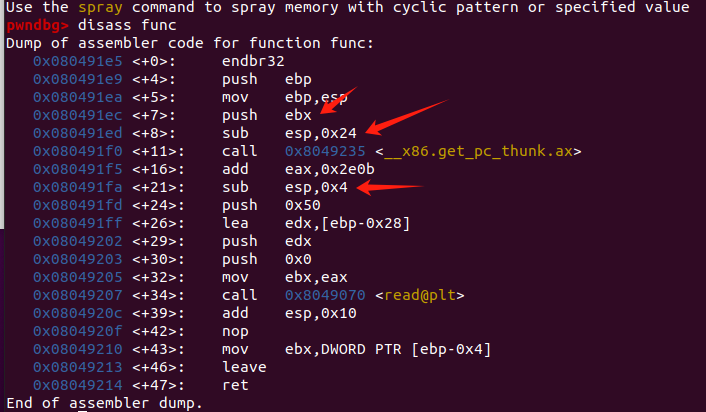 Use the spray command to spray memory with cyclic pattern or specified value
pwndbg> disass func
Dump of assembler code for function func:
   0x080491e5 <+0>:     endbr32
   0x080491e9 <+4>:     push   ebp
   0x080491ea <+5>:     mov    ebp,esp
   0x080491ec <+7>:     push   ebx
   0x080491ed <+8>:     sub    esp,0x24
   0x080491f0 <+11>:    call   0x8049235 <__x86.get_pc_thunk.ax>
   0x080491f5 <+16>:    add    eax,0x2e0b
   0x080491fa <+21>:    sub    esp,0x4
   0x080491fd <+24>:    push   0x50
   0x080491ff <+26>:    lea    edx,[ebp-0x28]
   0x08049202 <+29>:    push   edx
   0x08049203 <+30>:    push   0x0
   0x08049205 <+32>:    mov    ebx,eax
   0x08049207 <+34>:    call   0x8049070 <read@plt>
   0x0804920c <+39>:    add    esp,0x10
   0x0804920f <+42>:    nop
   0x08049210 <+43>:    mov    ebx,DWORD PTR [ebp-0x4]
   0x08049213 <+46>:    leave
   0x08049214 <+47>:    ret
End of assembler dump.